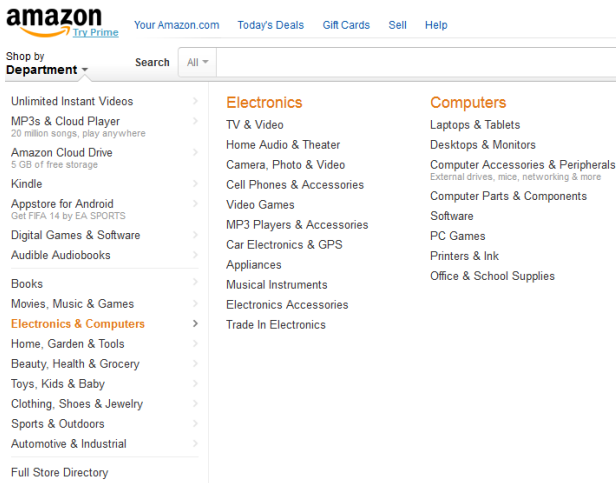 amazon
Try Prime
Your Amazon.com Today's Deals Gift Cards Sell Help
Shop by
Department
Search All
Unlimited Instant Videos
MP3s & Cloud Player
20 million songs, play anywhere
Amazon Cloud Drive
5 GB of free storage
Kindle
Appstore for Android
Get FIFA 14 by EA SPORTS
Digital Games & Software
Audible Audiobooks
Books
Movies, Music & Games
Electronics & Computers
Home, Garden & Tools
Beauty, Health & Grocery
Toys, Kids & Baby
Clothing, Shoes & Jewelry
Sports & Outdoors
Automotive & Industrial
Full Store Directory
Electronics
TV & Video
Home Audio & Theater
Camera, Photo & Video
Cell Phones & Accessories
Video Games
MP3 Players & Accessories
Car Electronics & GPS
Appliances
Musical Instruments
Electronics Accessories
Trade In Electronics
Computers
Laptops & Tablets
Desktops & Monitors
Computer Accessories & Peripherals
External drives, mice, networking & more
Computer Parts & Components
Software
PC Games
Printers & Ink
Office & School Supplies